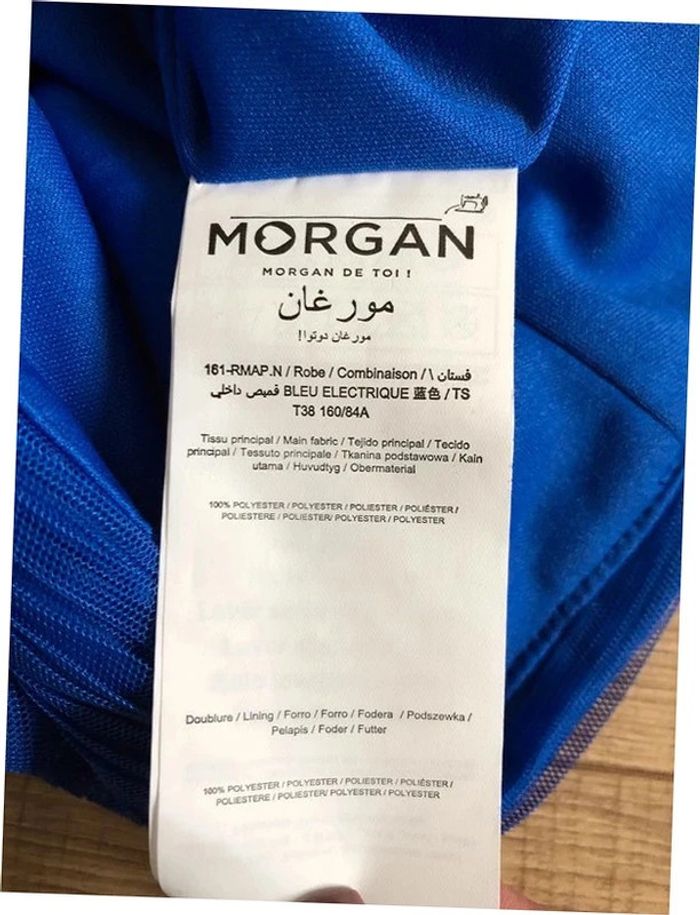 MORGAN
MORGAN DE TOI !
مورغان
مورغان دوتوا!
161-RMAP.N / Robe / Combinaison / \ فستان
قميص داخلي BLEU ELECTRIQUE 蓝色 / TS
T38 160/84A
Tissu principal / Main fabric / Tejido principal / Tecido
principal / Tessuto principale / Tkanina podstawowa / Kain
utama / Huvudtyg / Obermaterial
100% POLYESTER / POLYESTER / POLIESTER / POLIÉSTER /
POLIESTERE / POLIESTER/ POLYESTER / POLYESTER
Doublure / Lining / Forro / Forro / Fodera / Podszewka /
Pelapis / Foder / Futter
100% POLYESTER / POLYESTER / POLIESTER / POLIÉSTER /
POLIESTERE / POLIESTER/ POLYESTER / POLYESTER